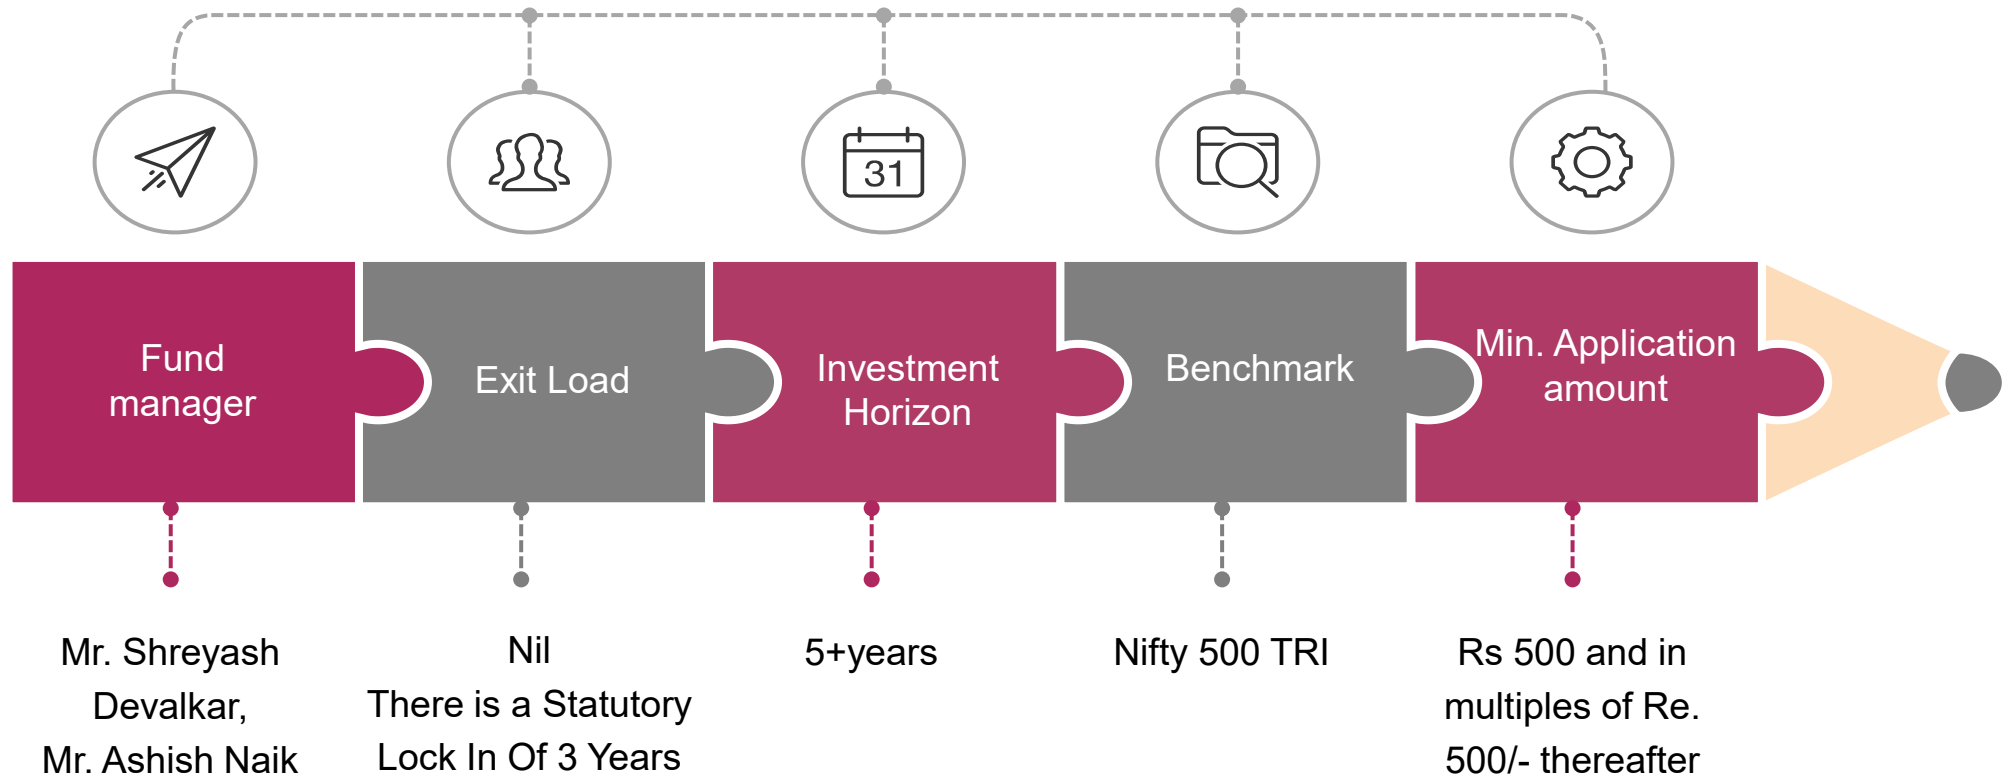 31
Fund
manager
Exit Load
Investment
Horizon
Benchmark
Min. Application
amount
Mr. Shreyash
Devalkar,
Mr. Ashish Naik
Nil
There is a Statutory
Lock In Of 3 Years
5+years
Nifty 500 TRI
Rs 500 and in
multiples of Re.
500/- thereafter